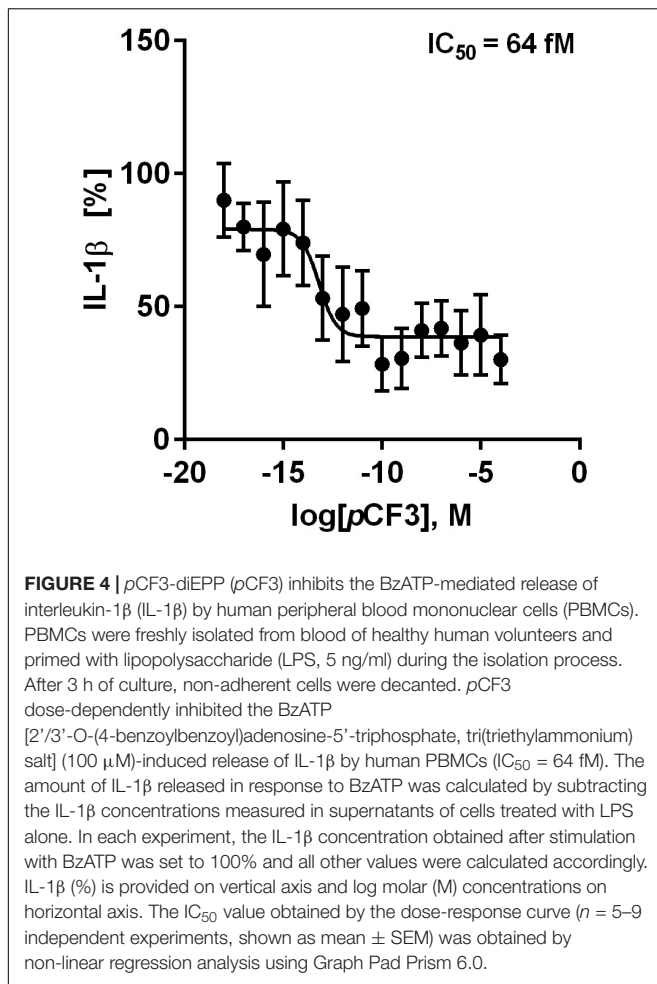 150
IC50 = 64 fM
100
50
0
IL-1β [%]
-20 -15 -10 -5 0
log[pCF3], M
FIGURE 4 | pCF3-diEPP (pCF3) inhibits the BzATP-mediated release of
interleukin-1β (IL-1β) by human peripheral blood mononuclear cells (PBMCs).
PBMCs were freshly isolated from blood of healthy human volunteers and
primed with lipopolysaccharide (LPS, 5 ng/ml) during the isolation process.
After 3 h of culture, non-adherent cells were decanted. pCF3
dose-dependently inhibited the BzATP
[2'/3'-O-(4-benzoylbenzoyl)adenosine-5'-triphosphate, tri(triethylammonium)
salt] (100 μM)-induced release of IL-1β by human PBMCs (IC50 = 64 fM). The
amount of IL-1β released in response to BzATP was calculated by subtracting
the IL-1β concentrations measured in supernatants of cells treated with LPS
alone. In each experiment, the IL-1β concentration obtained after stimulation
with BzATP was set to 100% and all other values were calculated accordingly.
IL-1β (%) is provided on vertical axis and log molar (M) concentrations on
horizontal axis. The IC50 value obtained by the dose-response curve (n = 5–9
independent experiments, shown as mean ± SEM) was obtained by
non-linear regression analysis using Graph Pad Prism 6.0.